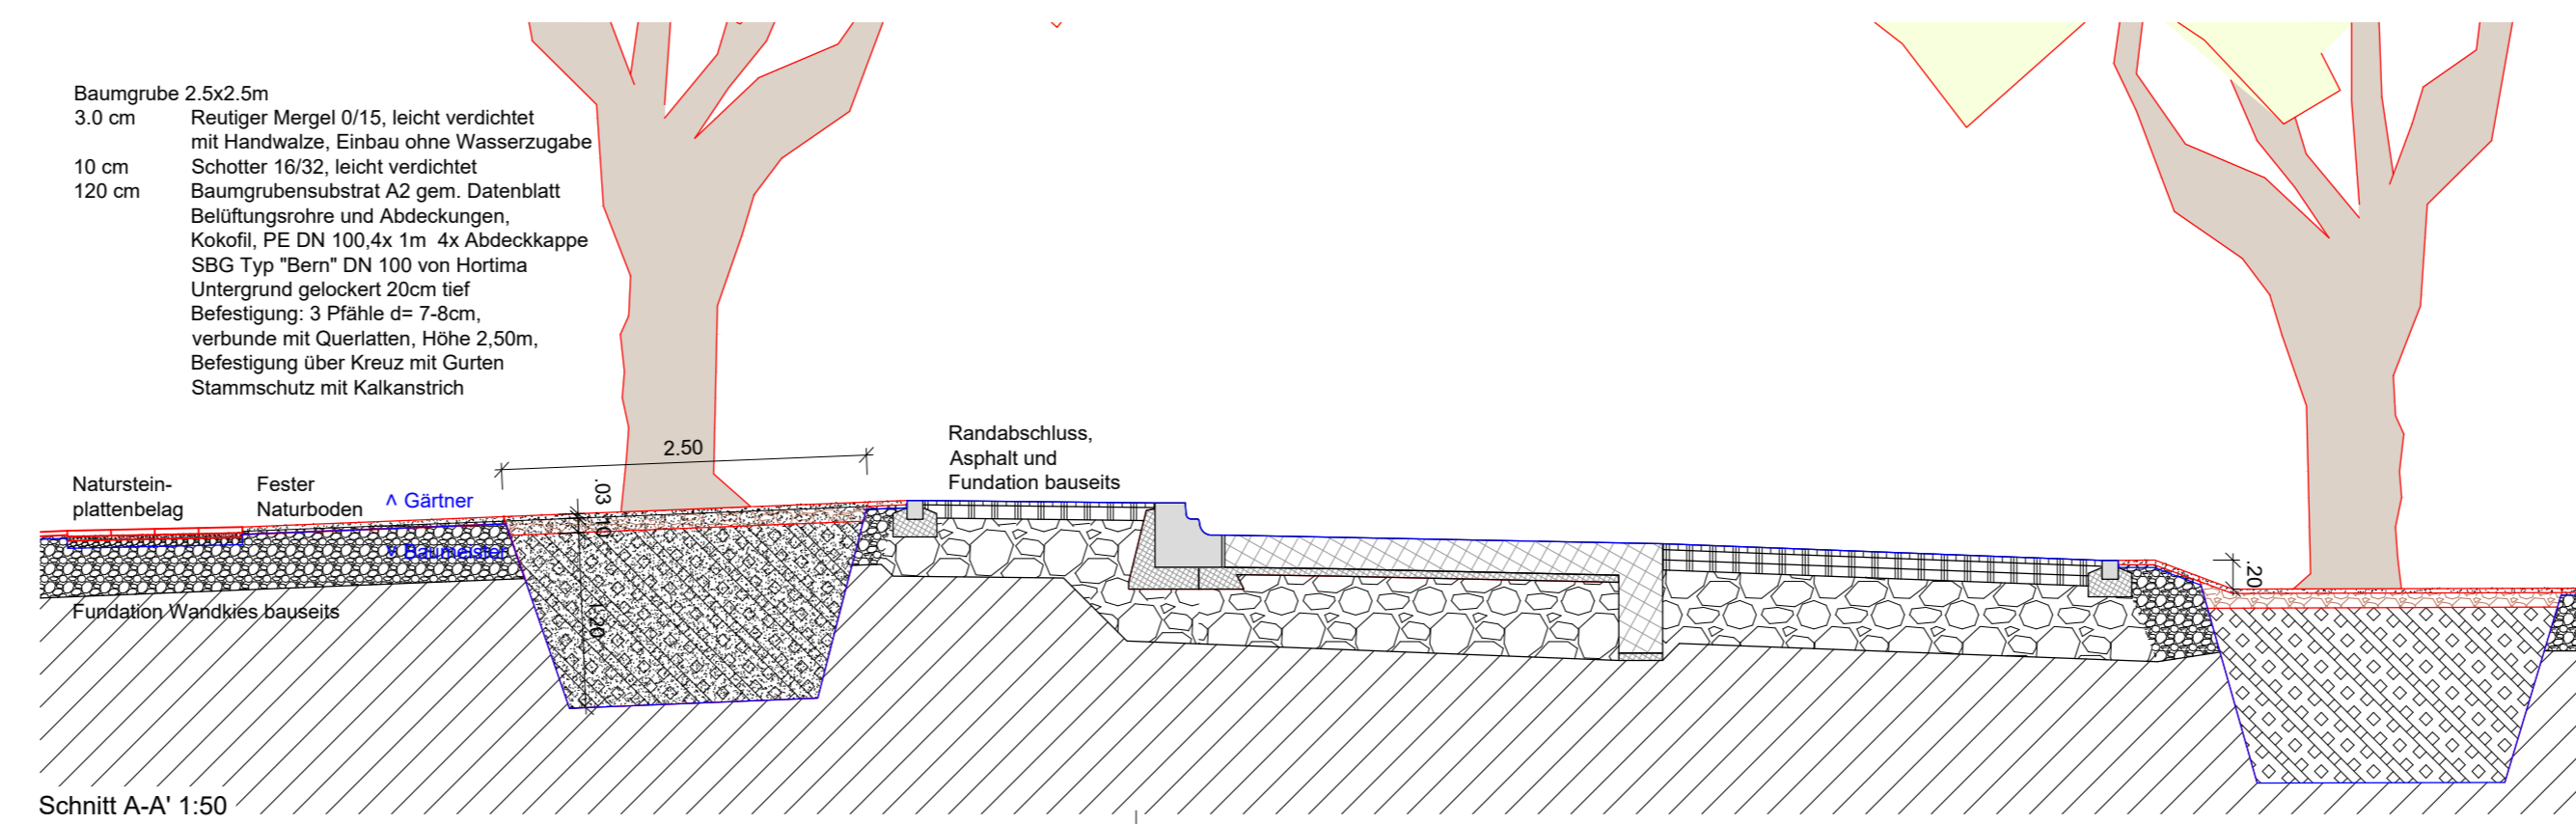 Baumgrube 2.5x2.5m
3.0 cm Reutiger Mergel 0/15, leicht verdichtet
mit Handwalze, Einbau ohne Wasserzugabe
10 cm Schotter 16/32, leicht verdichtet
120 cm Baumgrubensubstrat A2 gem. Datenblatt
Belüftungsrohre und Abdeckungen,
Kokofil, PE DN 100,4x 1m 4x Abdeckkappe
SBG Typ "Bern" DN 100 von Hortima
Untergrund gelockert 20cm tief
Befestigung: 3 Pfähle d= 7-8cm,
verbunde mit Querlatten, Höhe 2,50m,
Befestigung über Kreuz mit Gurten
Stammschutz mit Kalkanstrich
2.50
Randabschluss,
Asphalt und
Fundation bauseits
Naturstein-
plattenbelag
Fester
Naturboden
˄ Gärtner
˅ Baumeister
.03
.10
1.20
.20
Fundation Wandkies bauseits
Schnitt A-A' 1:50